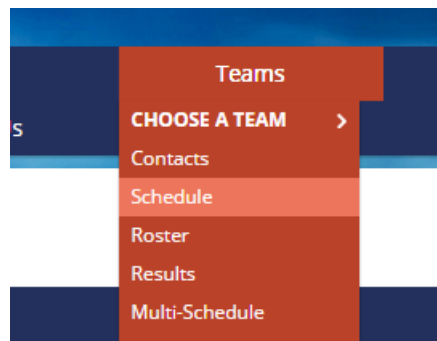 Teams
CHOOSE A TEAM
Contacts
Schedule
Roster
Results
Multi-Schedule